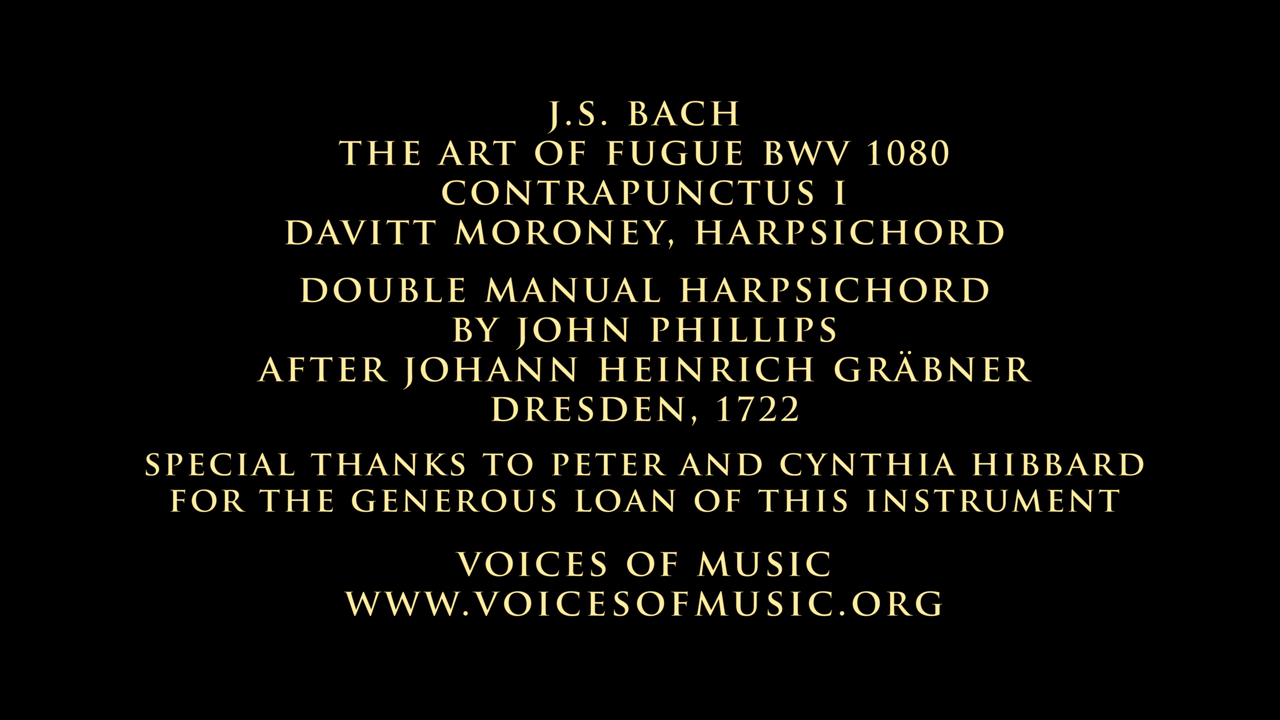 J.S. BACH
THE ART OF FUGUE BWV 1080
CONTRAPUNCTUS I
DAVITT MORONEY, HARPSICHORD
DOUBLE MANUAL HARPSICHORD
BY JOHN PHILLIPS
AFTER JOHANN HEINRICH GRÄBNER
DRESDEN, 1722
SPECIAL THANKS TO PETER AND CYNTHIA HIBBARD
FOR THE GENEROUS LOAN OF THIS INSTRUMENT
VOICES OF MUSIC
WWW.VOICESOFMUSIC.ORG